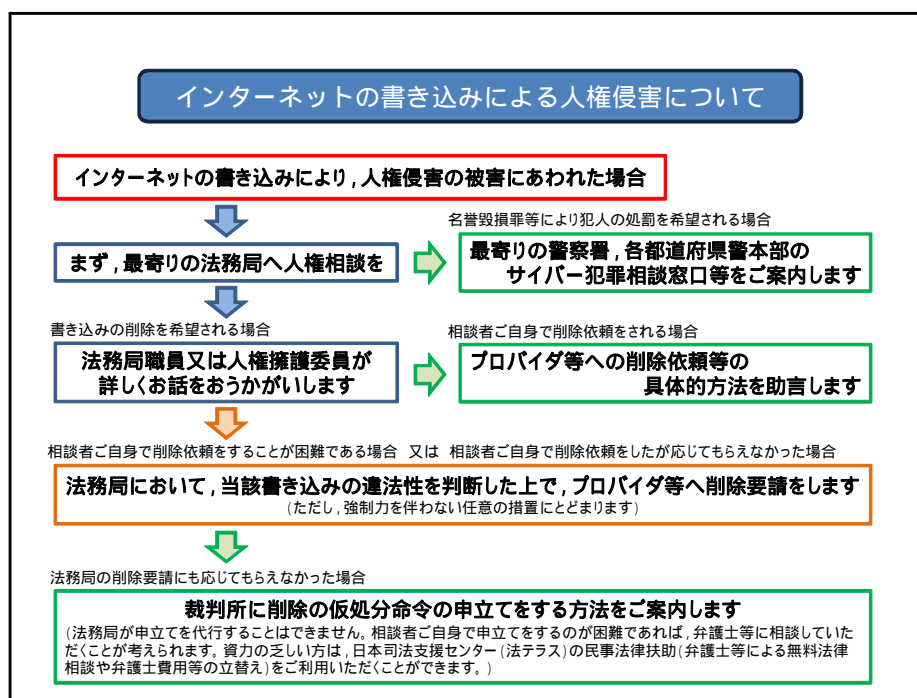 インターネットの書き込みによる人権侵害について
インターネットの書き込みにより，人権侵害の被害にあわれた場合
名誉毀損罪等により犯人の処罰を希望される場合
まず，最寄りの法務局へ人権相談を
最寄りの警察署，各都道府県警本部の
サイバー犯罪相談窓口等をご案内します
書き込みの削除を希望される場合
相談者ご自身で削除依頼をされる場合
法務局職員又は人権擁護委員が
詳しくお話をおうかがいします
プロバイダ等への削除依頼等の
具体的方法を助言します
相談者ご自身で削除依頼をすることが困難である場合 又は 相談者ご自身で削除依頼をしたが応じてもらえなかった場合
法務局において，当該書き込みの違法性を判断した上で，プロバイダ等へ削除要請をします
（ただし，強制力を伴わない任意の措置にとどまります）
法務局の削除要請にも応じてもらえなかった場合
裁判所に削除の仮処分命令の申立てをする方法をご案内します
（法務局が申立てを代行することはできません。相談者ご自身で申立てをするのが困難であれば，弁護士等に相談していた
だくことが考えられます。資力の乏しい方は，日本司法支援センター（法テラス）の民事法律扶助（弁護士等による無料法律
相談や弁護士費用等の立替え）をご利用いただくことができます。）